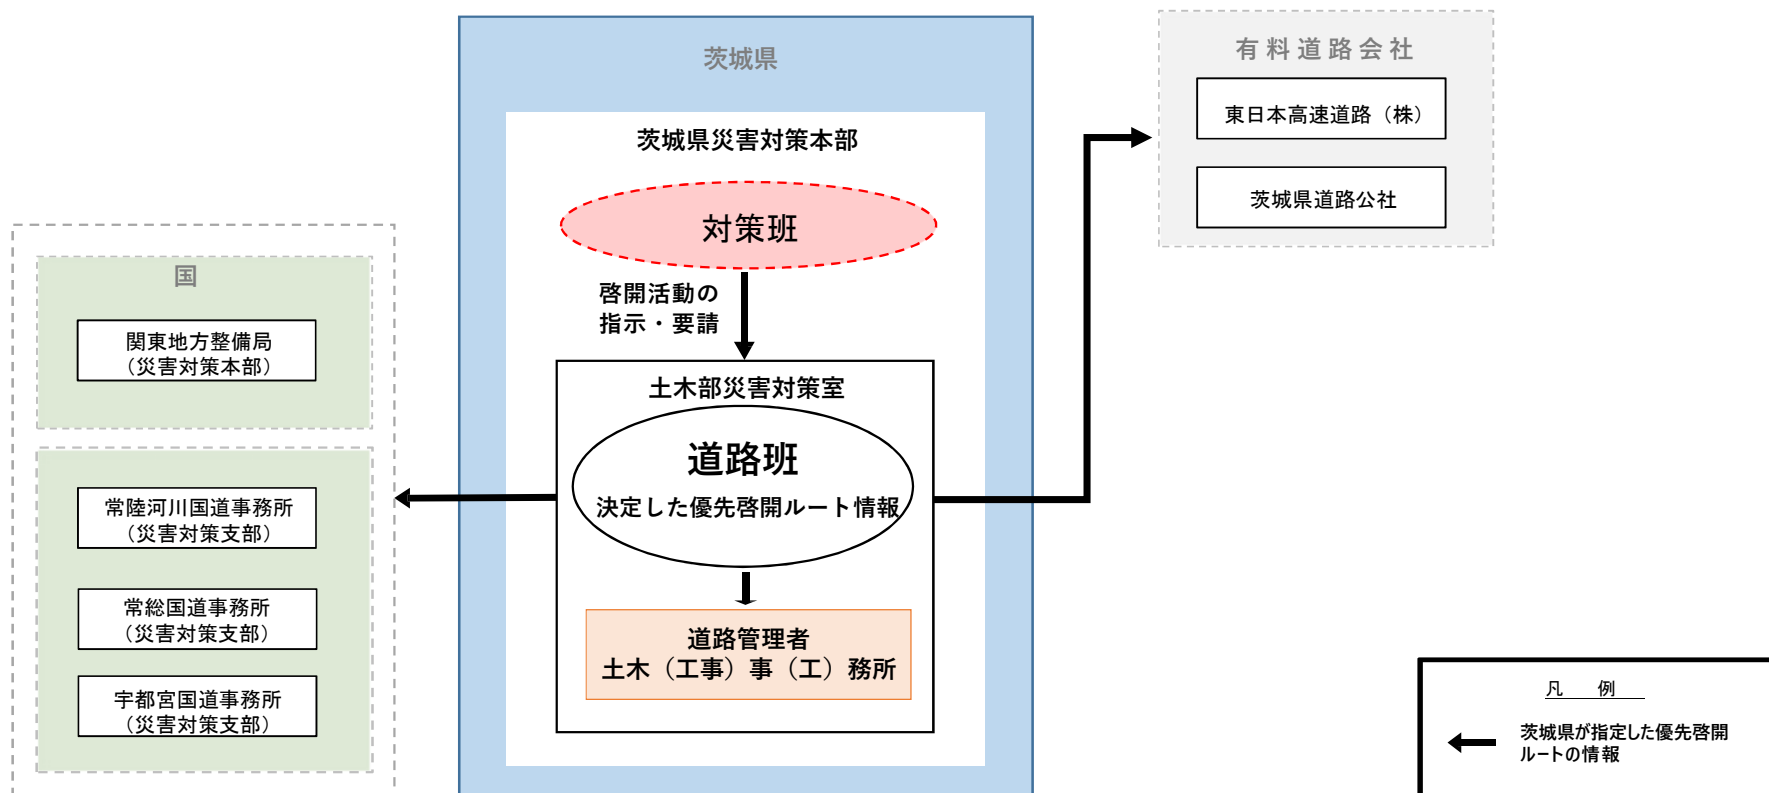 茨城県
茨城県災害対策本部
対策班
啓開活動の
指示・要請
土木部災害対策室
道路班
決定した優先啓開ルート情報
道路管理者
土木（工事）事（工）務所
国
関東地方整備局
（災害対策本部）
常陸河川国道事務所
（災害対策支部）
常総国道事務所
（災害対策支部）
宇都宮国道事務所
（災害対策支部）
有料道路会社
東日本高速道路（株）
茨城県道路公社
凡　例
茨城県が指定した優先啓開
ルートの情報